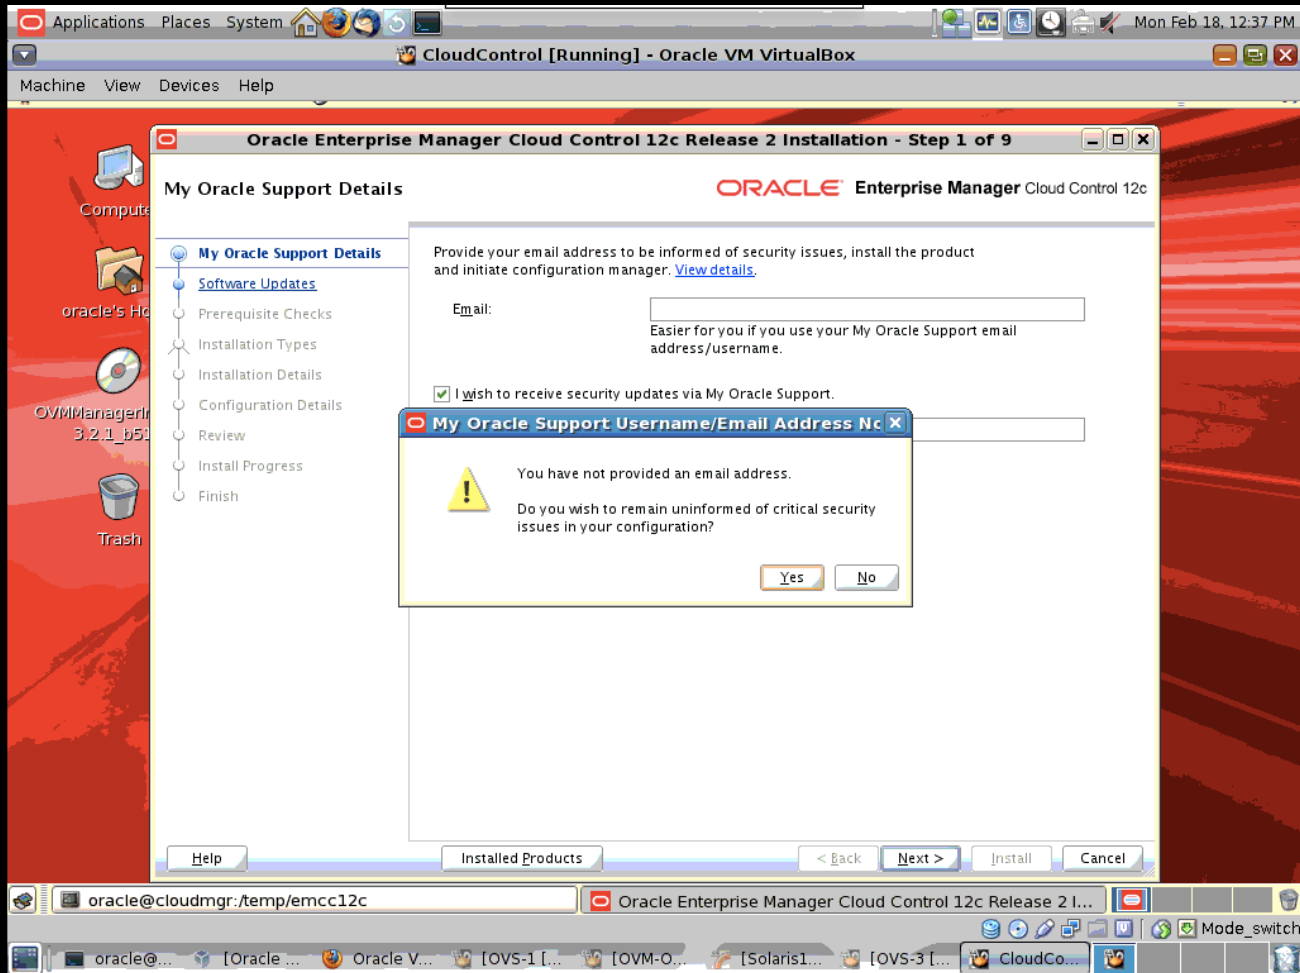 Applications Places System
Mon Feb 18, 12:37 PM
CloudControl [Running] - Oracle VM VirtualBox
Machine View Devices Help
Oracle Enterprise Manager Cloud Control 12c Release 2 Installation - Step 1 of 9
My Oracle Support Details
ORACLE Enterprise Manager Cloud Control 12c
Compute
oracle's Ho
OVMManagerIn
3.2.1_b51
Trash
My Oracle Support Details
Software Updates
Prerequisite Checks
Installation Types
Installation Details
Configuration Details
Review
Install Progress
Finish
Provide your email address to be informed of security issues, install the product
and initiate configuration manager. View details.
Email:
Easier for you if you use your My Oracle Support email
address/username.
I wish to receive security updates via My Oracle Support.
My Oracle Support Username/Email Address No
You have not provided an email address.
Do you wish to remain uninformed of critical security
issues in your configuration?
Yes No
Help Installed Products < Back Next > Install Cancel
oracle@cloudmgr:/temp/emcc12c
Oracle Enterprise Manager Cloud Control 12c Release 2 I...
Mode_switch
oracle@... [Oracle ... Oracle V... [OVS-1 [... [OVM-O... [Solaris1... [OVS-3 [... CloudCo...